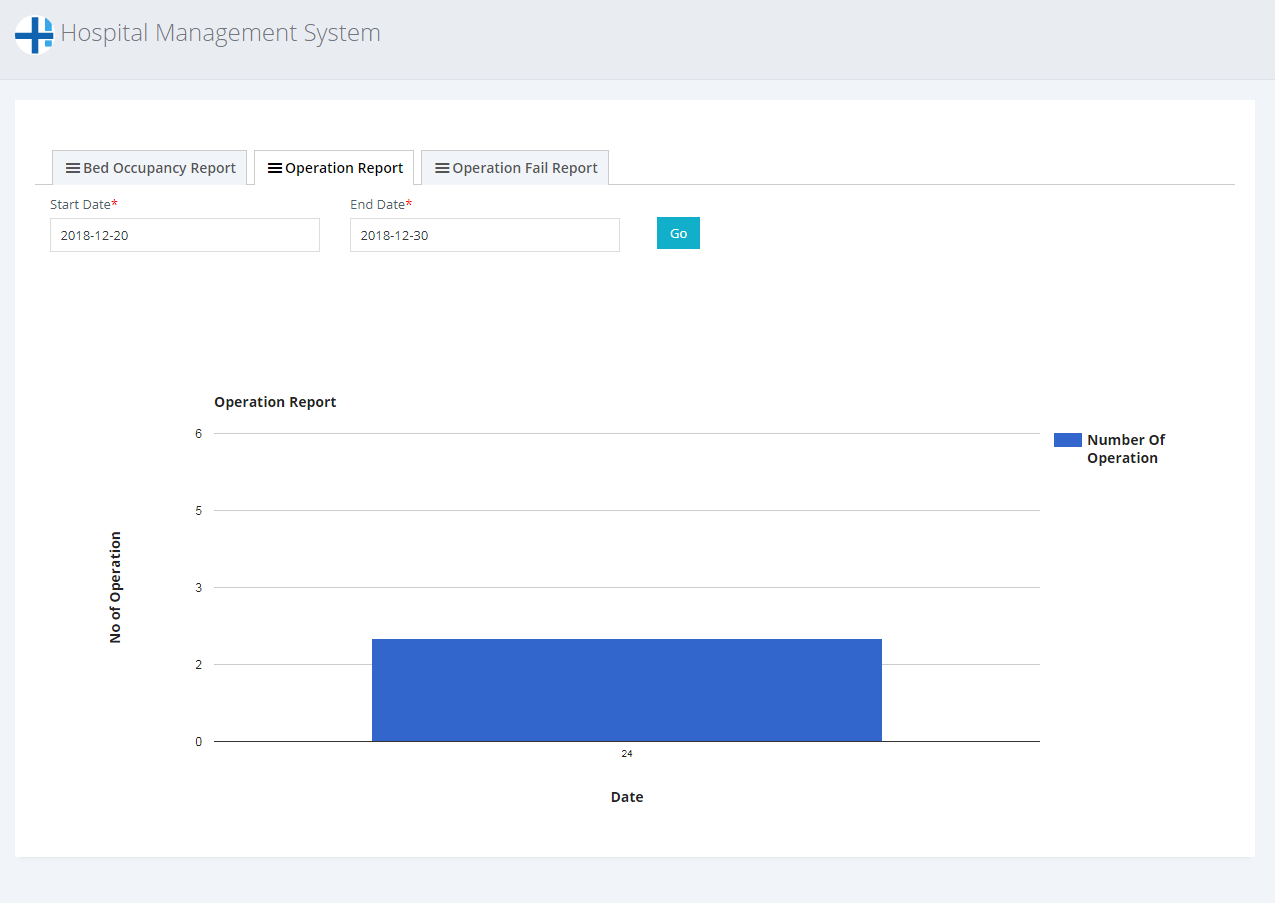 Hospital Management System
Bed Occupancy Report
Operation Report
Operation Fail Report
Start Date*
End Date*
2018-12-20
2018-12-30
Go
Operation Report
6
5
3
2
0
No of Operation
Number Of
Operation
24
Date